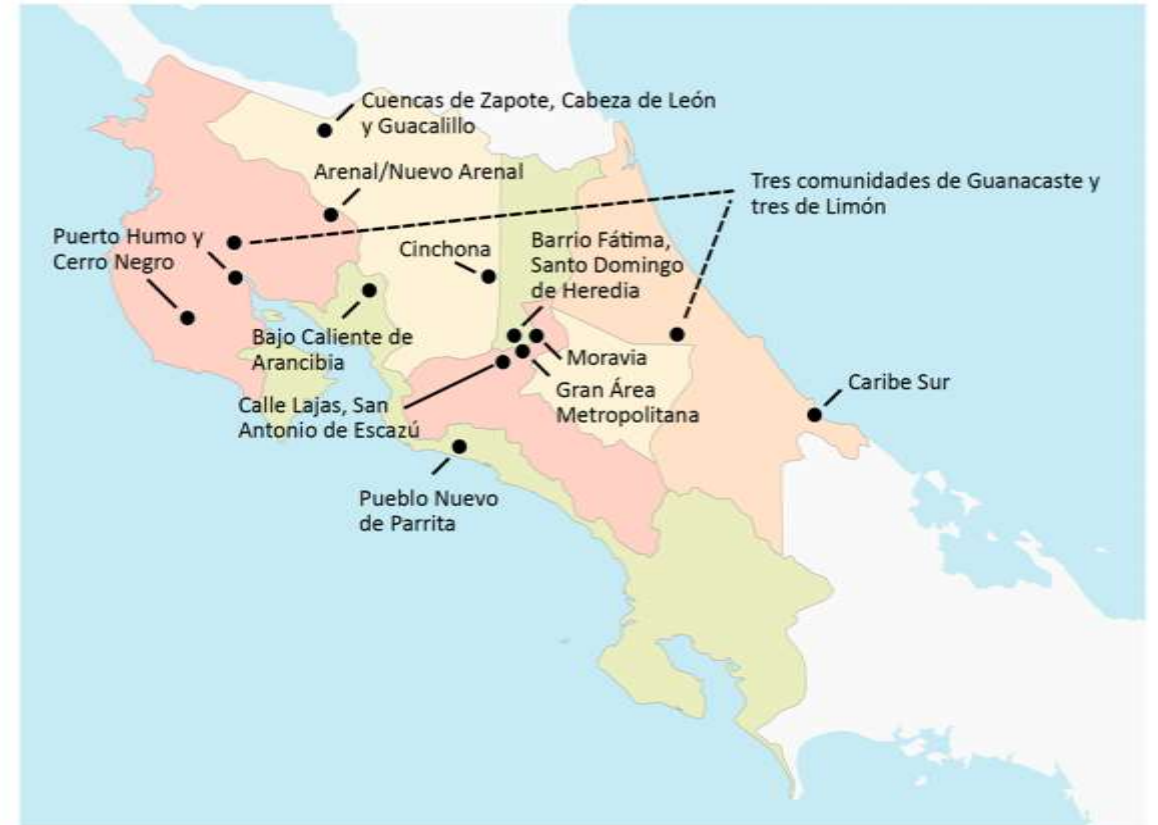 Cuencas de Zapote, Cabeza de León
y Guacalillo
Arenal/Nuevo Arenal
Tres comunidades de Guanacaste y
tres de Limón
Puerto Humo y
Cerro Negro
Cinchona
Barrio Fátima,
Santo Domingo
de Heredia
Bajo Caliente de
Arancibia
Moravia
Gran Área
Metropolitana
Caribe Sur
Calle Lajas, San
Antonio de Escazú
Pueblo Nuevo
de Parrita